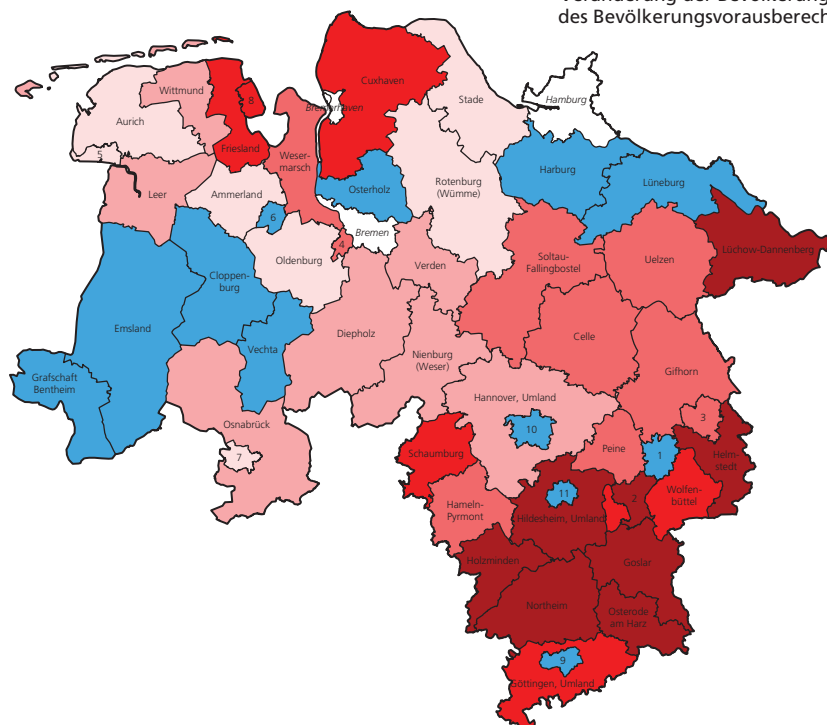 Veränderung der Bevölkerung
des Bevölkerungsvorausberech
Cuxhaven
Wittmund
8
Stade
Hamburg
Bremerhaven
Aurich
5
Friesland
Weser-
marsch
Harburg
Osterholz
Rotenburg
(Wümme)
Lüneburg
Leer
Ammerland
6
Bremen
4
Lüchow-Dannenberg
Oldenburg
Verden
Soltau-
Fallingbostel
Uelzen
Cloppen-
burg
Emsland
Vechta
Diepholz
Celle
Nienburg
(Weser)
Gifhorn
Grafschaft
Bentheim
Hannover, Umland
Osnabrück
10
3
7
Schaumburg
Peine
1
Helm-
stedt
Wolfen-
büttel
11
2
Hameln-
Pyrmont
Hildesheim, Umland
Holzminden
Goslar
Northeim
Osterode
am Harz
9
Göttingen, Umland